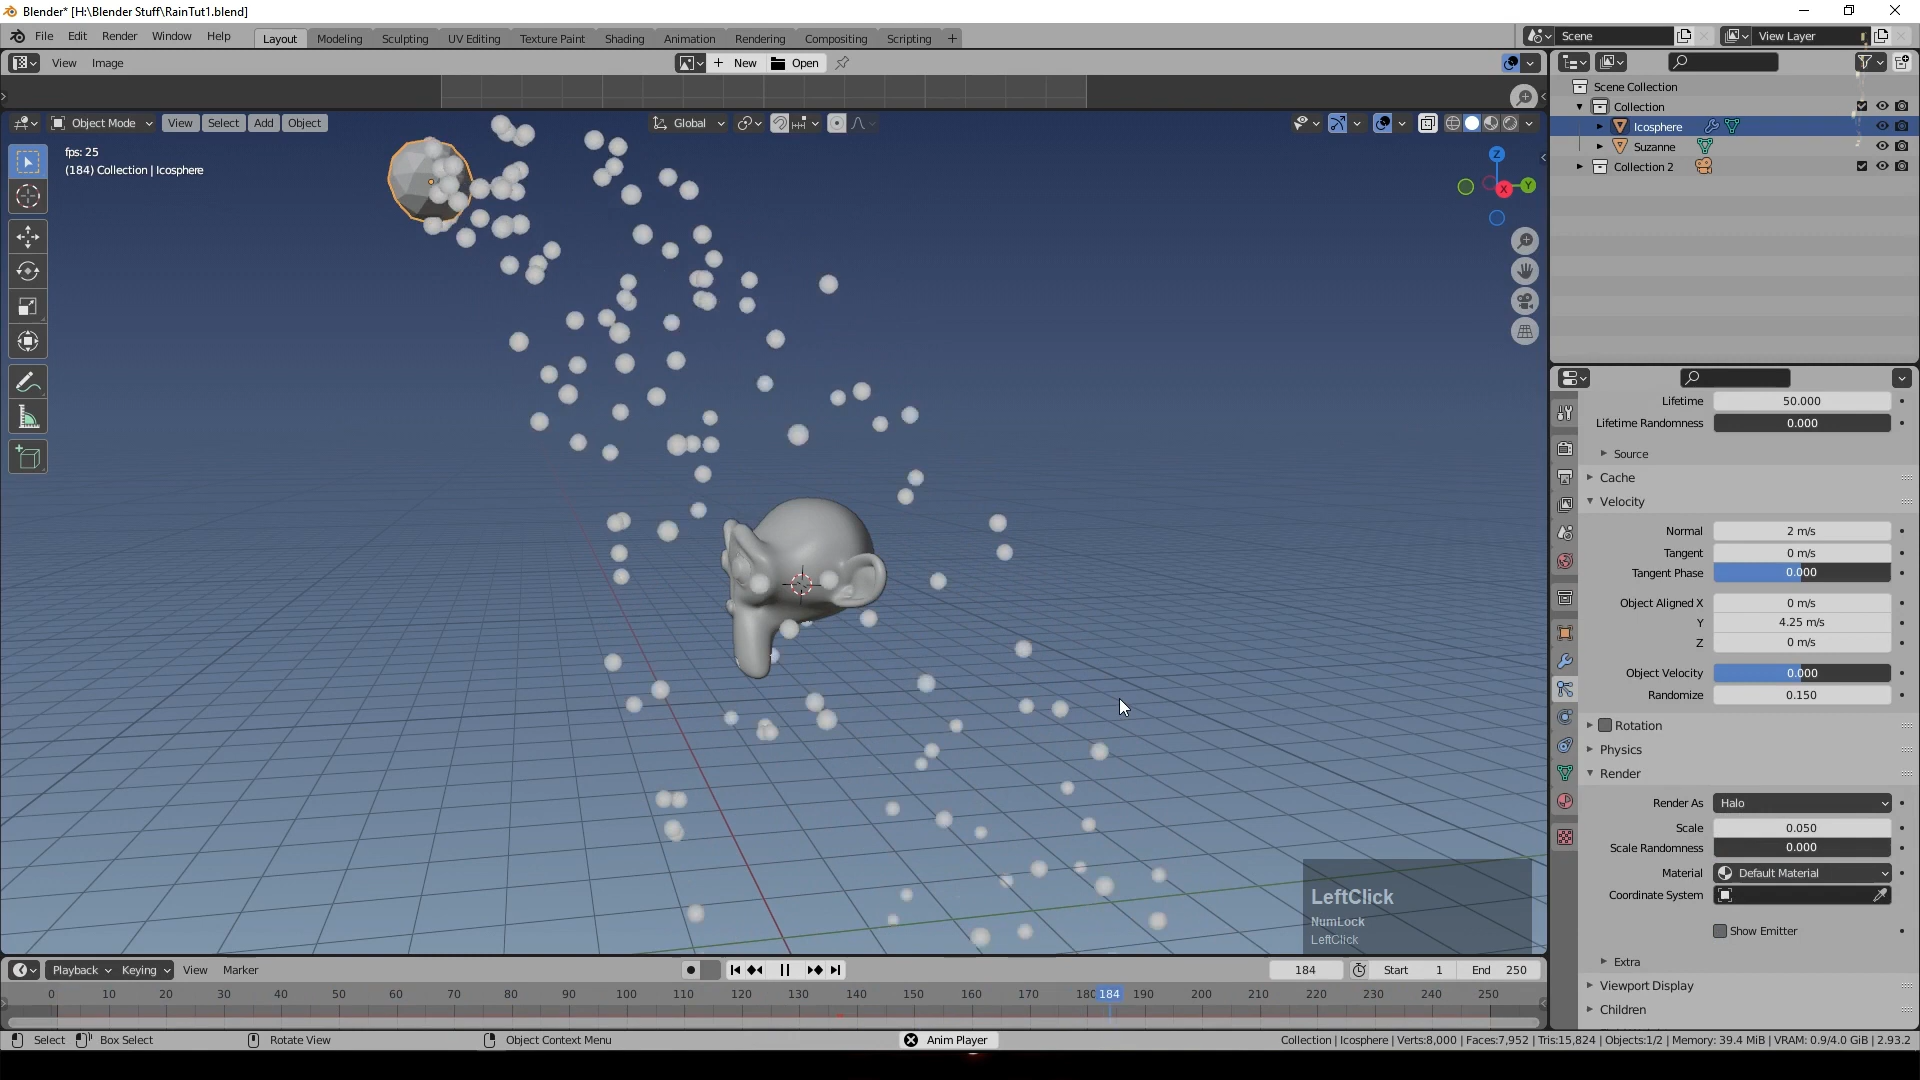 Blender* [H:\Blender Stuff\RainTut1.blend]
File Edit Render Window Help
Layout Modeling Sculpting UV Editing Texture Paint Shading Animation Rendering Compositing Scripting +
Scene
View Layer
View Image
+ New Open
Object Mode View Select Add Object
Global
fps: 25
(184) Collection | Icosphere
Z
Y
X
Scene Collection
Collection
Icosphere
Suzanne
Collection 2
Lifetime 50.000
Lifetime Randomness 0.000
Source
Cache
Velocity
Normal 2 m/s
Tangent 0 m/s
Tangent Phase 0.000
Object Aligned X 0 m/s
Y 4.25 m/s
Z 0 m/s
Object Velocity 0.000
Randomize 0.150
Rotation
Physics
Render
Render As Halo
Scale 0.050
Scale Randomness 0.000
Material Default Material
Coordinate System
Show Emitter
Extra
Viewport Display
Children
LeftClick
NumLock
LeftClick
Playback Keying View Marker
184 Start 1 End 250
0 10 20 30 40 50 60 70 80 90 100 110 120 130 140 150 160 170 180 184 190 200 210 220 230 240 250
Select Box Select Rotate View Object Context Menu Anim Player
Collection | Icosphere | Verts:8,000 | Faces:7,952 | Tris:15,824 | Objects:1/2 | Memory: 39.4 MiB | VRAM: 0.9/4.0 GiB | 2.93.2